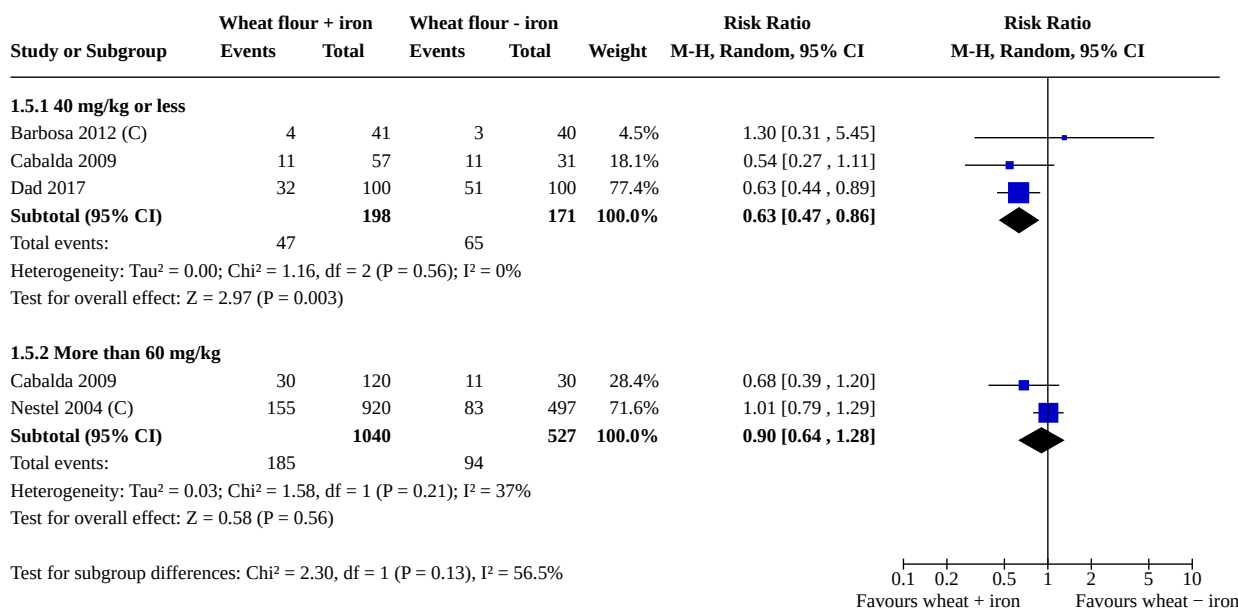 Wheat flour + iron Wheat flour - iron Risk Ratio Risk Ratio
Study or Subgroup Events Total Events Total Weight M-H, Random, 95% CI M-H, Random, 95% CI
1.5.1 40 mg/kg or less
Barbosa 2012 (C) 4 41 3 40 4.5% 1.30 [0.31 , 5.45]
Cabalda 2009 11 57 11 31 18.1% 0.54 [0.27 , 1.11]
Dad 2017 32 100 51 100 77.4% 0.63 [0.44 , 0.89]
Subtotal (95% CI) 198 171 100.0% 0.63 [0.47 , 0.86]
Total events: 47 65
Heterogeneity: Tau² = 0.00; Chi² = 1.16, df = 2 (P = 0.56); I² = 0%
Test for overall effect: Z = 2.97 (P = 0.003)
1.5.2 More than 60 mg/kg
Cabalda 2009 30 120 11 30 28.4% 0.68 [0.39 , 1.20]
Nestel 2004 (C) 155 920 83 497 71.6% 1.01 [0.79 , 1.29]
Subtotal (95% CI) 1040 527 100.0% 0.90 [0.64 , 1.28]
Total events: 185 94
Heterogeneity: Tau² = 0.03; Chi² = 1.58, df = 1 (P = 0.21); I² = 37%
Test for overall effect: Z = 0.58 (P = 0.56)
Test for subgroup differences: Chi² = 2.30, df = 1 (P = 0.13), I² = 56.5%
0.1 0.2 0.5 1 2 5 10
Favours wheat + iron Favours wheat − iron